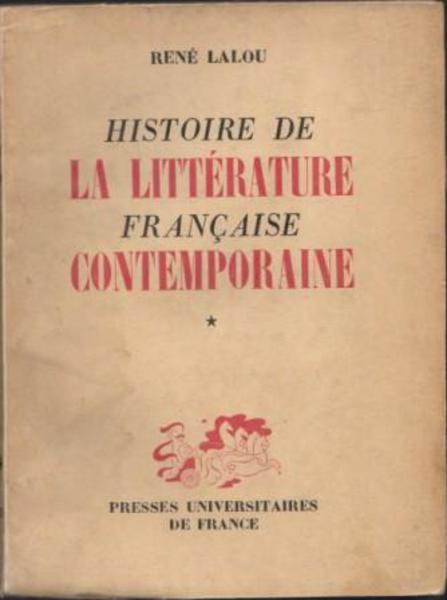 RENÉ LALOU
HISTOIRE DE
LA LITTÉRATURE
FRANÇAISE
CONTEMPORAINE
*
PRESSES UNIVERSITAIRES
DE FRANCE